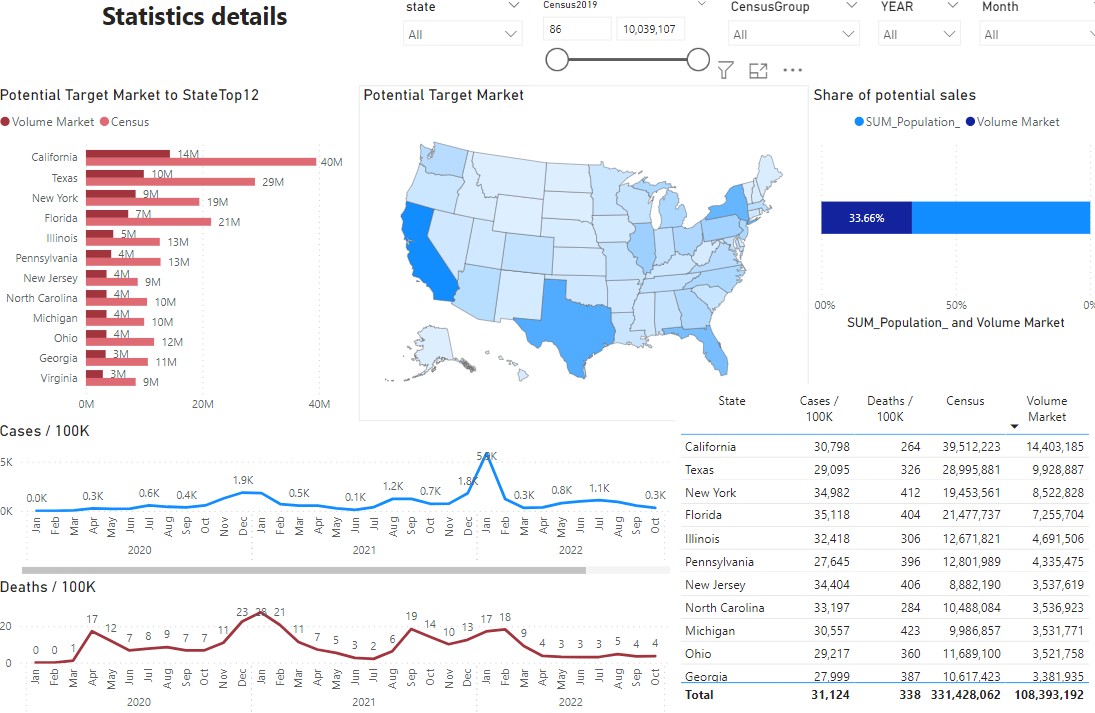 Statistics details
state
All
Census2019
86
10,039,107
CensusGroup
All
YEAR
All
Month
All
Potential Target Market to StateTop12
Volume Market Census
California 14M 40M
Texas 10M 29M
New York 9M 19M
Florida 7M 21M
Illinois 5M 13M
Pennsylvania 4M 13M
New Jersey 4M 9M
North Carolina 4M 10M
Michigan 4M 10M
Ohio 4M 12M
Georgia 3M 11M
Virginia 3M 9M
0M 20M 40M
Potential Target Market
Share of potential sales
SUM_Population_ Volume Market
33.66%
00% 50% 0%
SUM_Population_ and Volume Market
Cases / 100K
5K
0K
0.0K 0.3K 0.6K 0.4K 1.9K 0.5K 0.1K 1.2K 0.7K 1.8K 5.9K 0.3K 0.8K 1.1K 0.3K
Jan Feb Mar Apr May Jun Jul Aug Sep Oct Nov Dec Jan Feb Mar Apr May Jun Jul Aug Sep Oct Nov Dec Jan Feb Mar Apr May Jun Jul Aug Sep Oct
2020 2021 2022
Deaths / 100K
20
0
0 0 1 17 12 7 8 9 7 7 11 23 28 21 11 7 5 3 2 6 19 14 10 13 17 18 9 4 3 3 3 5 4 4
Jan Feb Mar Apr May Jun Jul Aug Sep Oct Nov Dec Jan Feb Mar Apr May Jun Jul Aug Sep Oct Nov Dec Jan Feb Mar Apr May Jun Jul Aug Sep Oct
2020 2021 2022
State Cases / 100K Deaths / 100K Census Volume Market
California 30,798 264 39,512,223 14,403,185
Texas 29,095 326 28,995,881 9,928,887
New York 34,982 412 19,453,561 8,522,828
Florida 35,118 404 21,477,737 7,255,704
Illinois 32,418 306 12,671,821 4,691,506
Pennsylvania 27,645 396 12,801,989 4,335,475
New Jersey 34,404 406 8,882,190 3,537,619
North Carolina 33,197 284 10,488,084 3,536,923
Michigan 30,557 423 9,986,857 3,531,771
Ohio 29,217 360 11,689,100 3,521,758
Georgia 27,999 387 10,617,423 3,381,935
Total 31,124 338 331,428,062 108,393,192